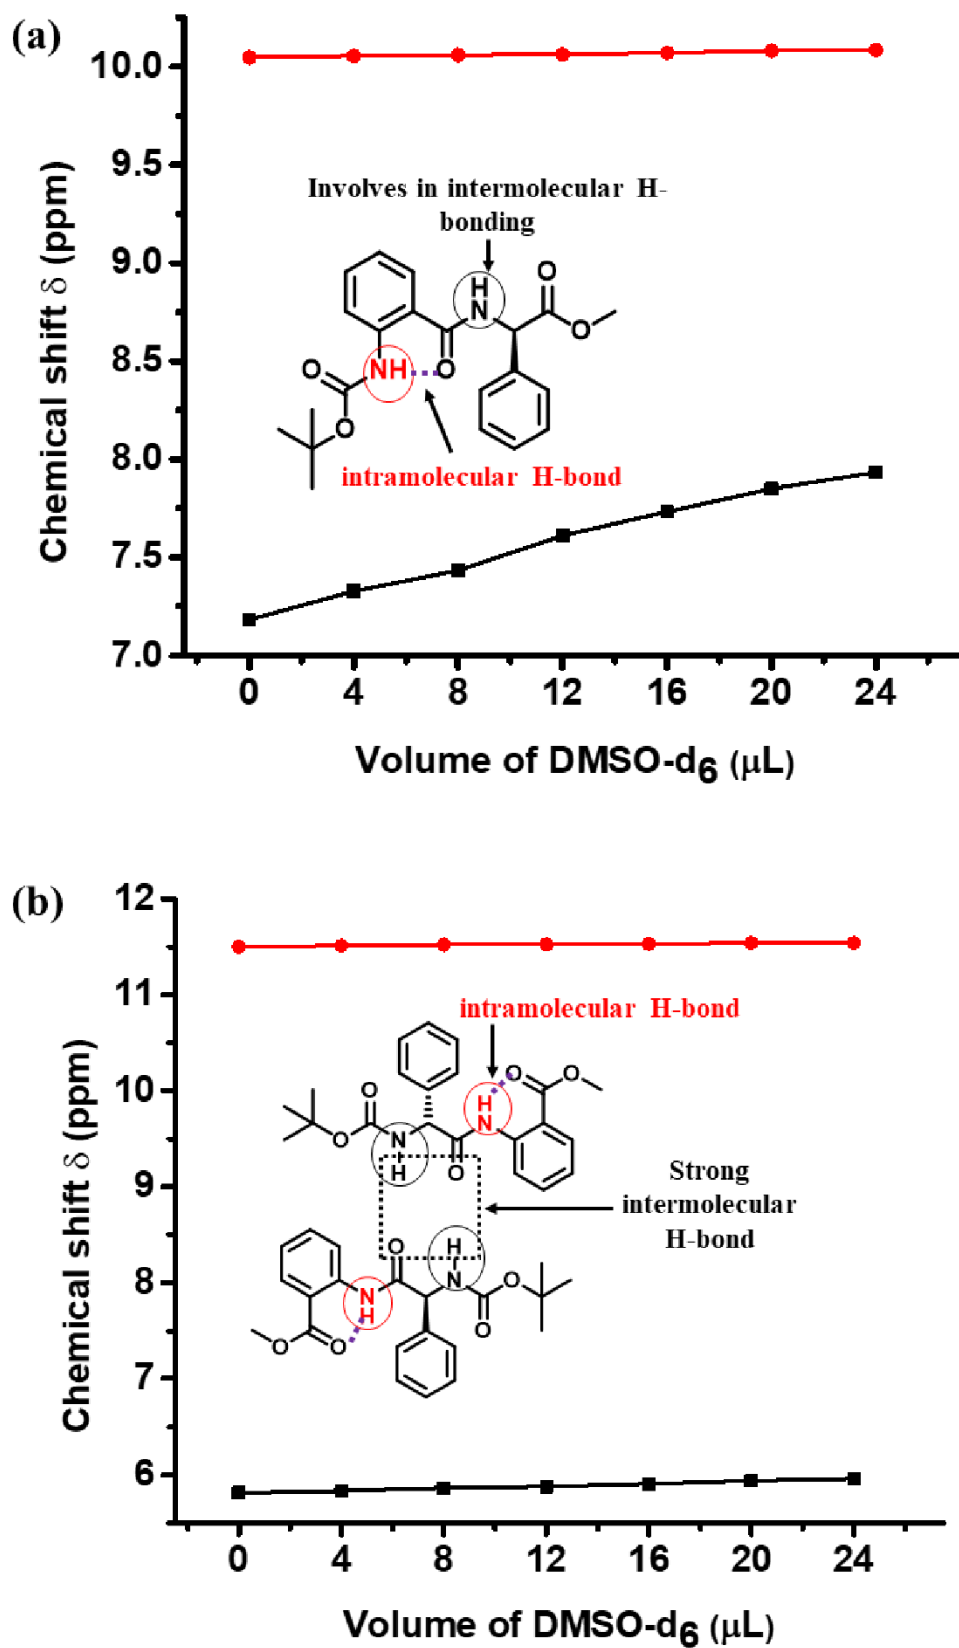 (a)
10.0
9.5
9.0
8.5
8.0
7.5
7.0
Chemical shift δ (ppm)
Involves in intermolecular H-
bonding
H
N
O
O
O
NH
O
O
intramolecular H-bond
0 4 8 12 16 20 24
Volume of DMSO-d6 (μL)
(b)
12
11
10
9
8
7
6
Chemical shift δ (ppm)
intramolecular H-bond
O
O
O
H
N
O
N
H
O
Strong
intermolecular
H-bond
O
H
N
N
H
O
O
O
O
0 4 8 12 16 20 24
Volume of DMSO-d6 (μL)